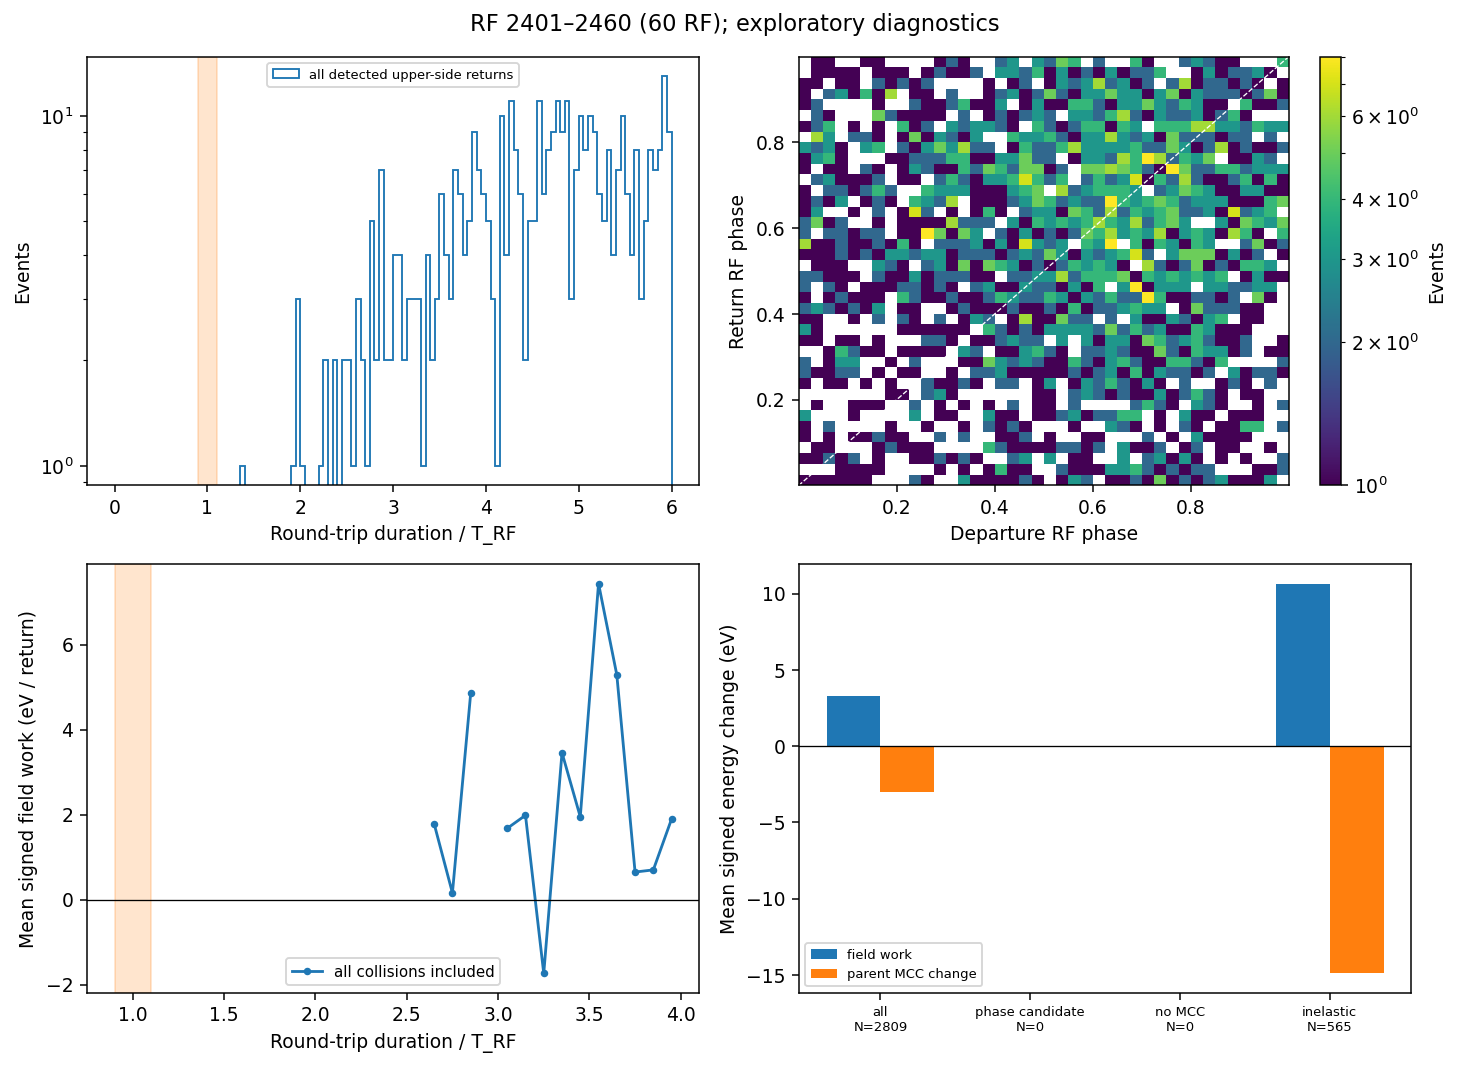 RF 2401–2460 (60 RF); exploratory diagnostics
all detected upper-side returns
10¹
10⁰
Events
0 1 2 3 4 5 6
Round-trip duration / T_RF
0.8
0.6
0.4
0.2
Return RF phase
0.2 0.4 0.6 0.8
Departure RF phase
6 × 10⁰
4 × 10⁰
3 × 10⁰
2 × 10⁰
10⁰
Events
6
4
2
0
−2
Mean signed field work (eV / return)
all collisions included
1.0 1.5 2.0 2.5 3.0 3.5 4.0
Round-trip duration / T_RF
10
5
0
−5
−10
−15
Mean signed energy change (eV)
field work
parent MCC change
all phase candidate no MCC inelastic
N=2809 N=0 N=0 N=565